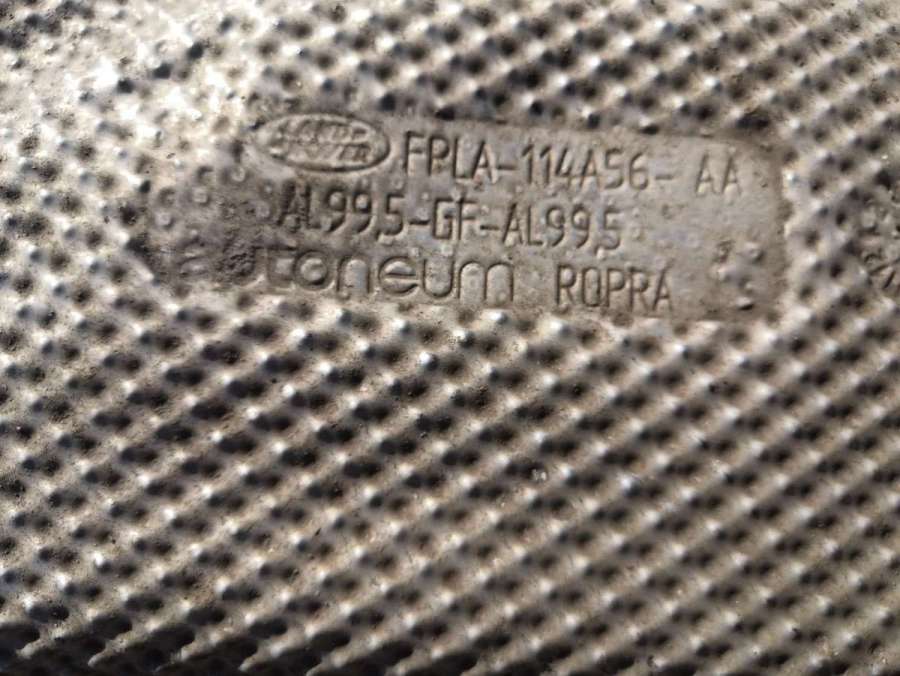 LAND ROVER FPLA-114A56-AA
AL99,5-GF-AL99,5
autoneum ROPRA